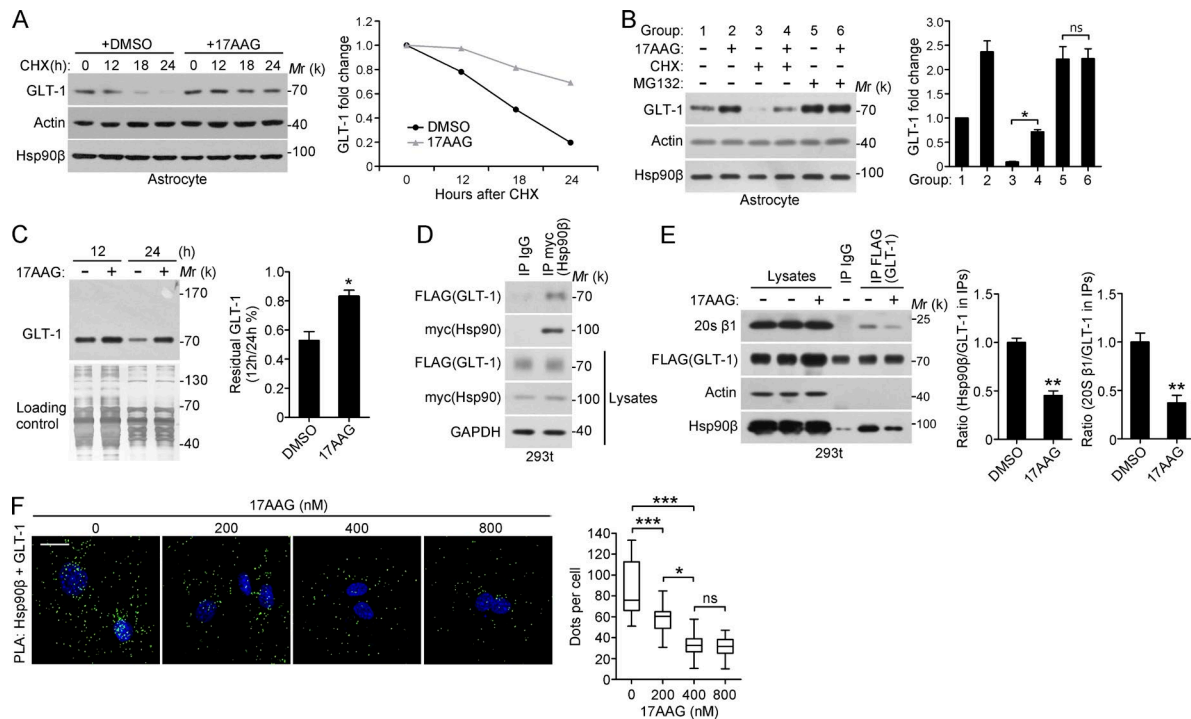 A
+DMSO +17AAG
CHX(h) 0 12 18 24 0 12 18 24 Mr (k)
GLT-1 -70
Actin -40
Hsp90β -100
Astrocyte
GLT-1 fold change
1.2
1
0.8
0.6
0.4
0.2
0
DMSO
17AAG
0 12 18 24
Hours after CHX
B
Group: 1 2 3 4 5 6
17AAG: - + - + - +
CHX: - - + + - -
MG132: - - - - + + Mr (k)
GLT-1 -70
Actin -40
Hsp90β -100
Astrocyte
GLT-1 fold change
3.0
2.5
2.0
1.5
1.0
0.5
0.0
* ns
Group: 1 2 3 4 5 6
C
12 24 (h)
17AAG: - + - + Mr (k)
-170
GLT-1 -70
-130
-70
Loading
control
-40
Residual GLT-1
(12h/24h %)
1.0
0.8
0.6
0.4
0.2
0.0
*
DMSO 17AAG
D
IP IgG
IP myc
(Hsp90β)
Mr (k)
FLAG(GLT-1) -70
myc(Hsp90) -100
FLAG(GLT-1) -70
myc(Hsp90) -100
GAPDH -40
Lysates
293t
E
Lysates
IP IgG
IP FLAG
(GLT-1)
17AAG: - - + - - + Mr (k)
20s β1 -25
FLAG(GLT-1) -70
Actin -40
Hsp90β -100
293t
Ratio (Hsp90β/GLT-1 in IPs)
1.5
1.0
0.5
0.0
**
DMSO 17AAG
Ratio (20S β1/GLT-1 in IPs)
1.5
1.0
0.5
0.0
**
DMSO 17AAG
F
17AAG (nM)
0 200 400 800
PLA: Hsp90β + GLT-1
Dots per cell
140
120
100
80
60
40
20
0
***
***
*
ns
0 200 400 800
17AAG (nM)